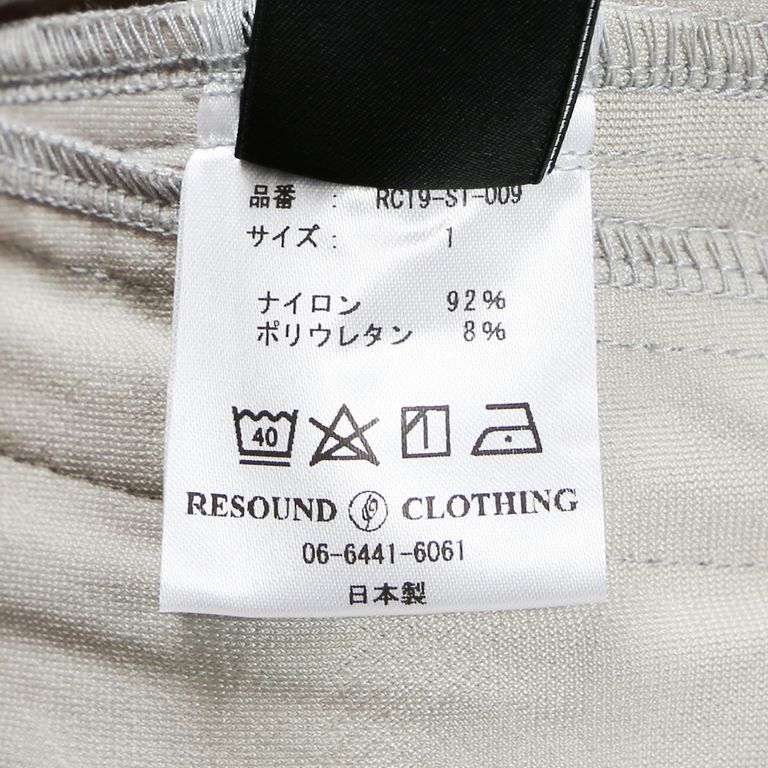 品番 : RC19-ST-009
サイズ : 1
ナイロン 92%
ポリウレタン 8%
40
RESOUND CLOTHING
06-6441-6061
日本製